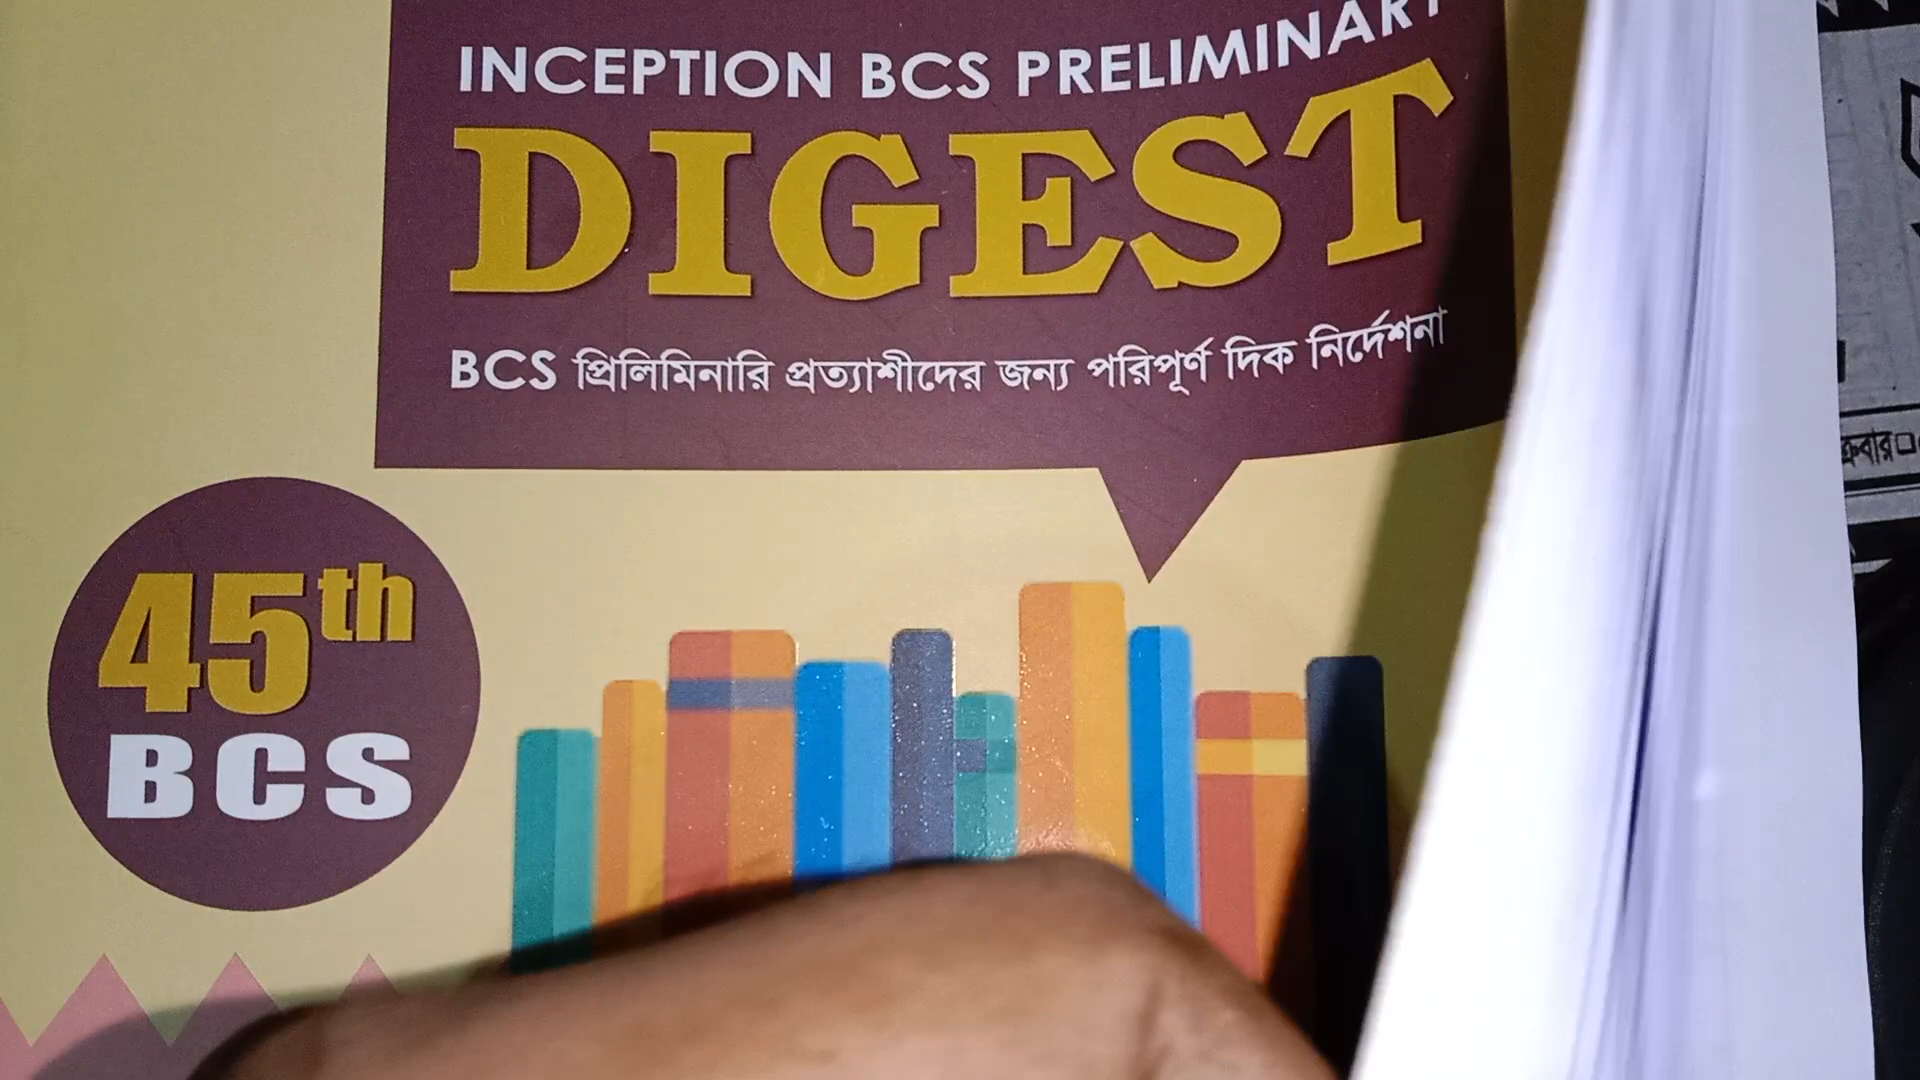 INCEPTION BCS PRELIMINARY
DIGEST
BCS প্রিলিমিনারি প্রত্যাশীদের জন্য পরিপূর্ণ দিক নির্দেশনা
45th
BCS